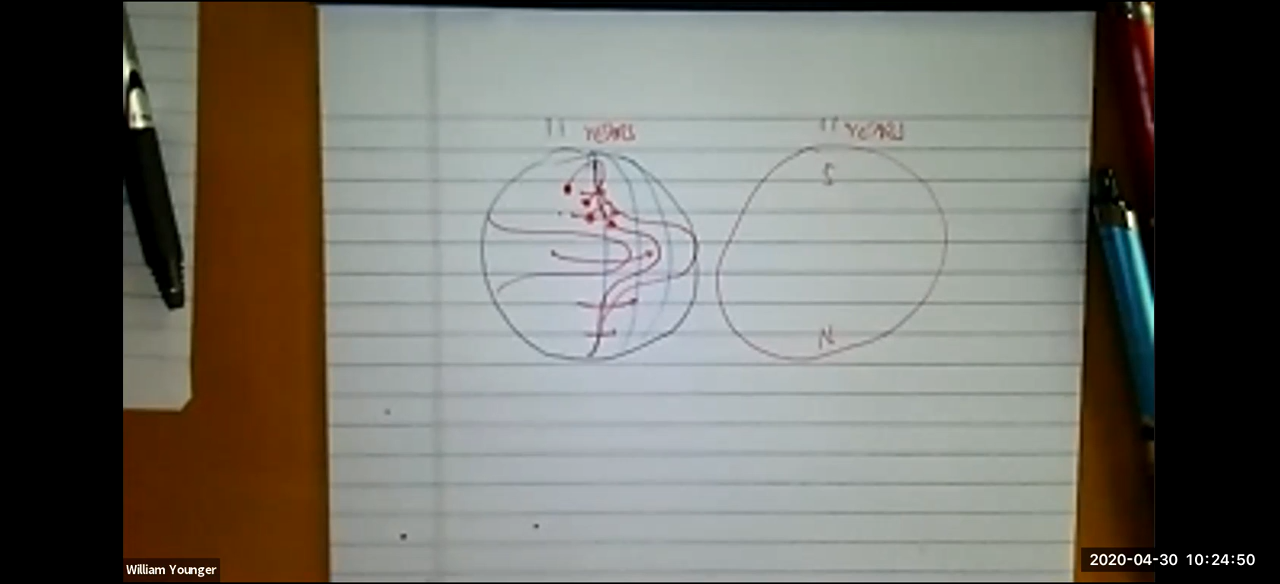 11 YEARS
11 YEARS
S
N
William Younger
2020-04-30 10:24:50